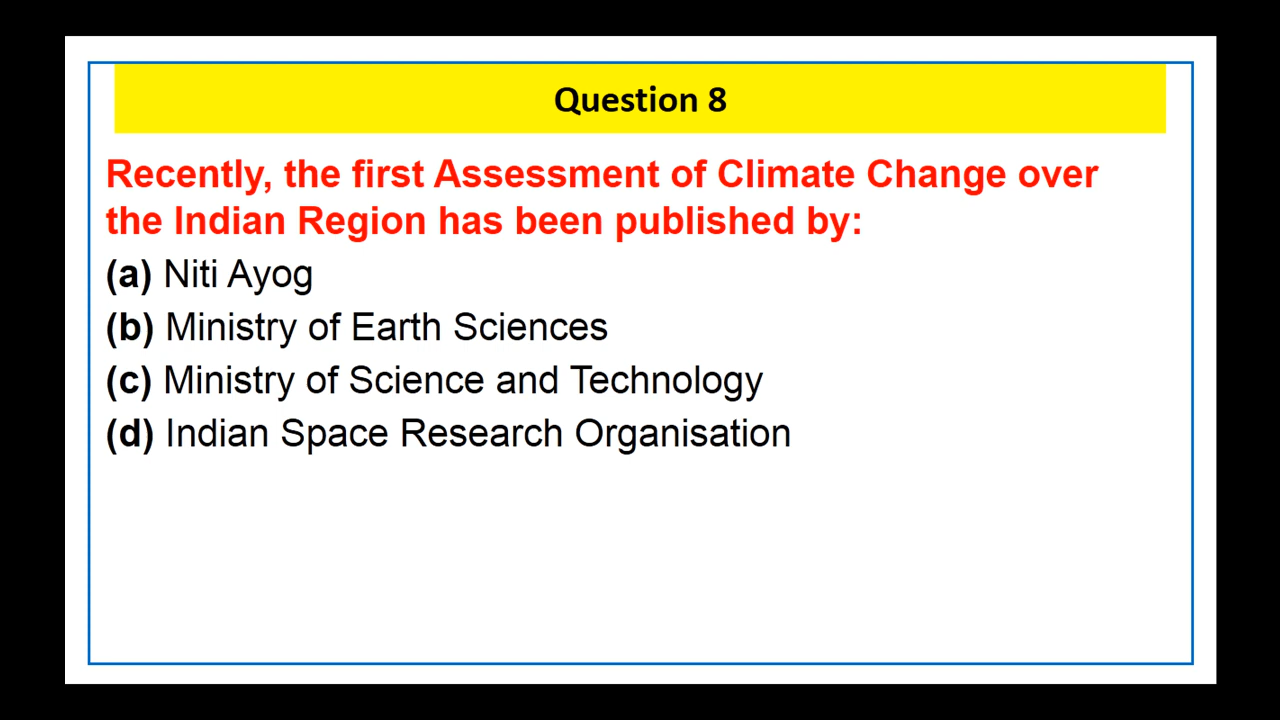 Question 8
Recently, the first Assessment of Climate Change over
the Indian Region has been published by:
(a) Niti Ayog
(b) Ministry of Earth Sciences
(c) Ministry of Science and Technology
(d) Indian Space Research Organisation